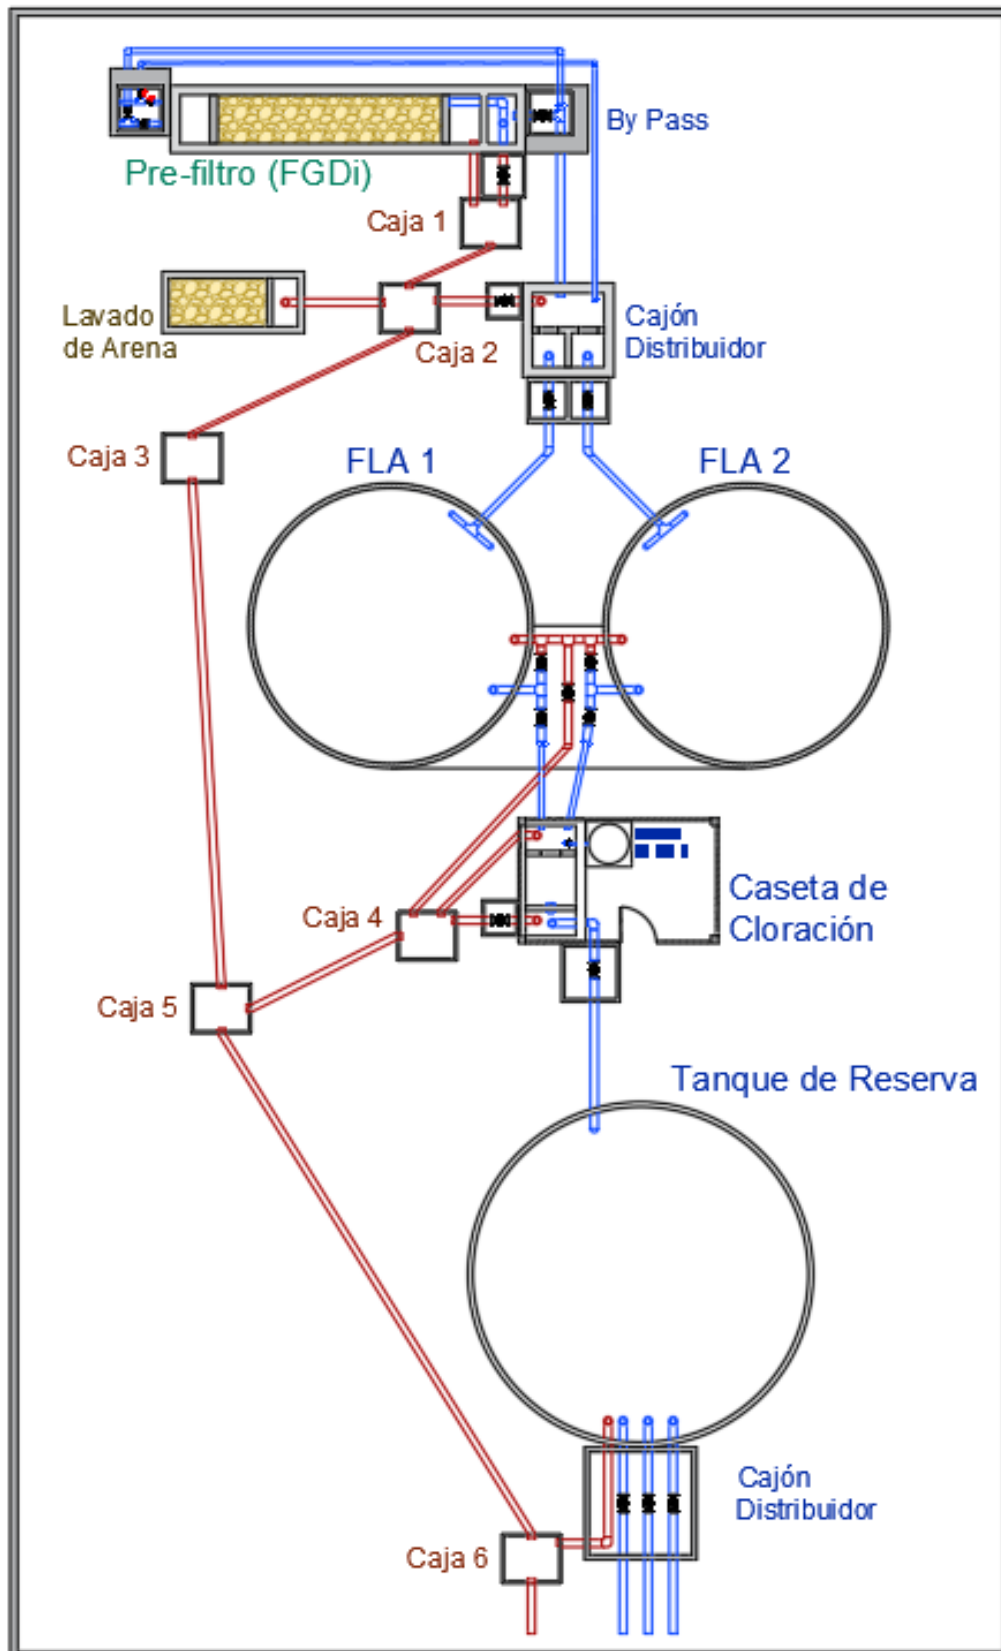 By Pass
Pre-filtro (FGDi)
Caja 1
Lavado
de Arena
Caja 2
Cajón
Distribuidor
Caja 3
FLA 1
FLA 2
Caseta de
Cloración
Caja 4
Caja 5
Tanque de Reserva
Cajón
Distribuidor
Caja 6